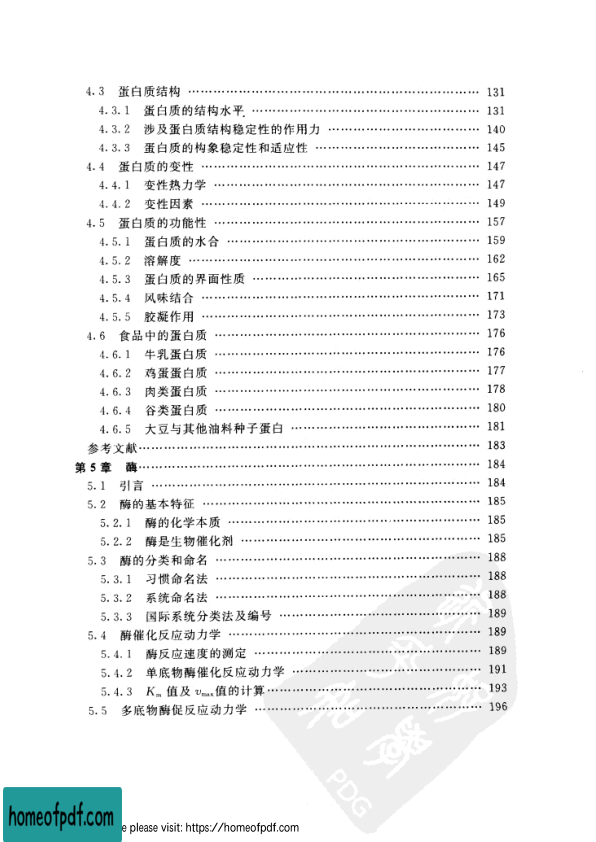 4.3 蛋白质结构 …… 131
4.3.1 蛋白质的结构水平 …… 131
4.3.2 涉及蛋白质结构稳定性的作用力 …… 140
4.3.3 蛋白质的构象稳定性和适应性 …… 145
4.4 蛋白质的变性 …… 147
4.4.1 变性热力学 …… 147
4.4.2 变性因素 …… 149
4.5 蛋白质的功能性 …… 157
4.5.1 蛋白质的水合 …… 159
4.5.2 溶解度 …… 162
4.5.3 蛋白质的界面性质 …… 165
4.5.4 风味结合 …… 171
4.5.5 胶凝作用 …… 173
4.6 食品中的蛋白质 …… 176
4.6.1 牛乳蛋白质 …… 176
4.6.2 鸡蛋蛋白质 …… 177
4.6.3 肉类蛋白质 …… 178
4.6.4 谷类蛋白质 …… 180
4.6.5 大豆与其他油料种子蛋白 …… 181
参考文献 …… 183
第5章 酶 …… 184
5.1 引言 …… 184
5.2 酶的基本特征 …… 185
5.2.1 酶的化学本质 …… 185
5.2.2 酶是生物催化剂 …… 185
5.3 酶的分类和命名 …… 188
5.3.1 习惯命名法 …… 188
5.3.2 系统命名法 …… 188
5.3.3 国际系统分类法及编号 …… 189
5.4 酶催化反应动力学 …… 189
5.4.1 酶反应速度的测定 …… 189
5.4.2 单底物酶催化反应动力学 …… 191
5.4.3 Km 值及 vmax值的计算 …… 193
5.5 多底物酶促反应动力学 …… 196
PDG
homeofpdf.com
e please visit: https://homeofpdf.com